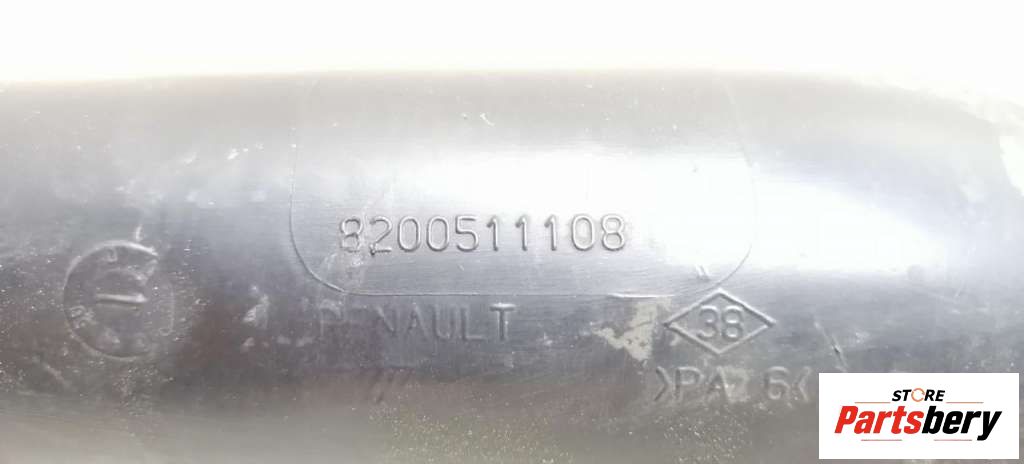 8200511108
RENAULT
38
>PA 6<
STORE
Partsbery